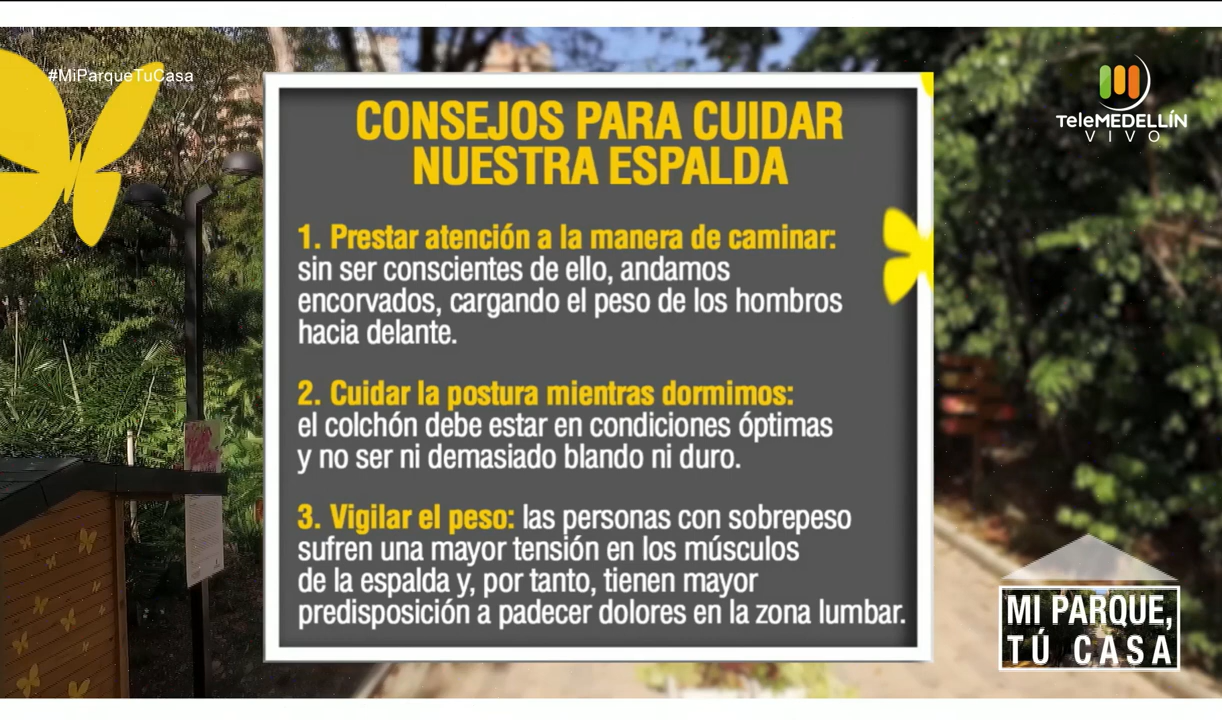 #MiParqueTuCasa
TeleMEDELLÍN
VIVO
CONSEJOS PARA CUIDAR
NUESTRA ESPALDA
1. Prestar atención a la manera de caminar:
sin ser conscientes de ello, andamos
encorvados, cargando el peso de los hombros
hacia delante.
2. Cuidar la postura mientras dormimos:
el colchón debe estar en condiciones óptimas
y no ser ni demasiado blando ni duro.
3. Vigilar el peso: las personas con sobrepeso
sufren una mayor tensión en los músculos
de la espalda y, por tanto, tienen mayor
predisposición a padecer dolores en la zona lumbar.
MI PARQUE,
TÚ CASA